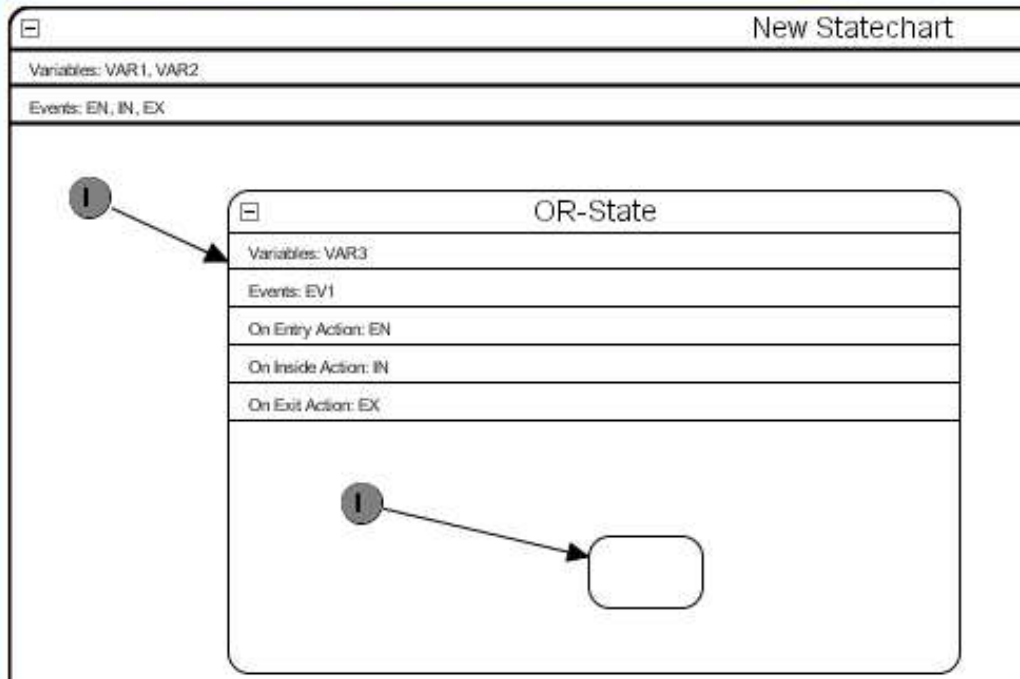 New Statechart
Variables: VAR1, VAR2
Events: EN, IN, EX
I
OR-State
Variables: VAR3
Events: EV1
On Entry Action: EN
On Inside Action: IN
On Exit Action: EX
I